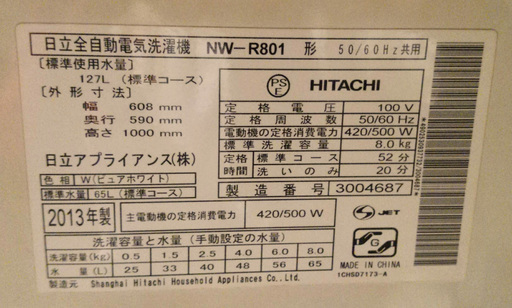 日立全自動電気洗濯機 NW-R801 形 50/60Hz共用
[標準使用水量]
127L (標準コース)
[外形寸法]
幅 608 mm
奥行 590 mm
高さ 1000 mm
日立アプライアンス(株)
色相 W(ピュアホワイト)
標準水量 65L (標準コース)
PSE HITACHI
定格電圧 100 V
定格周波数 50/60 Hz
電動機の定格消費電力 420/500 W
標準洗濯容量 8.0kg
定格時間 標準コース 52分
洗いのみ 20分
製造番号 3004687
2013年製 主電動機の定格消費電力 420/500 W
S JET
洗濯容量と水量 (手動設定の水量)
洗濯容量(kg) 0.5 1.5 2.5 4.0 6.0 8.0
水量(L) 25 33 40 48 56 65
製造元 Shanghai Hitachi Household Appliances Co., Ltd.
G
MADE IN CHINA
1CHSD7173-A